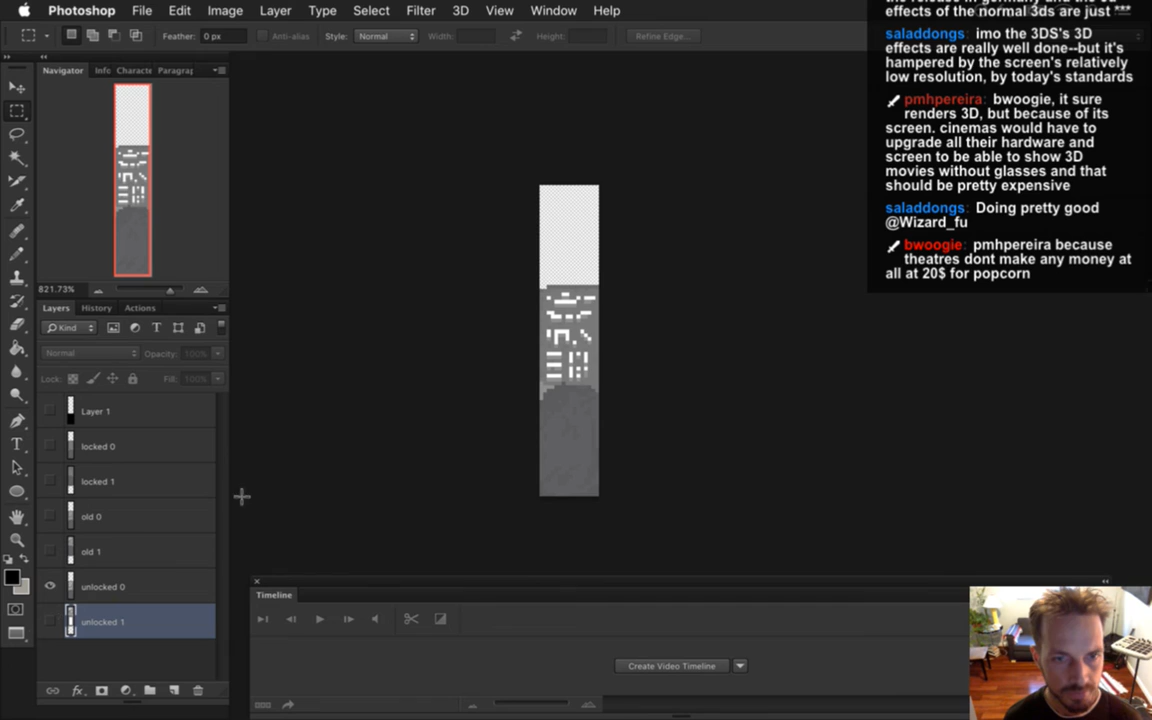 Photoshop File Edit Image Layer Type Select Filter 3D View Window Help
Feather: 0 px Anti-alias Style: Normal Width: Height: Refine Edge...
Navigator Info Characte Paragraj
821.73%
Layers History Actions
Kind
Normal Opacity: 100%
Lock: Fill: 100%
Layer 1
locked 0
locked 1
old 0
old 1
unlocked 0
unlocked 1
fx
Timeline
Create Video Timeline
effects of the normal 3ds are just ***
saladdongs: imo the 3DS's 3D
effects are really well done--but it's
hampered by the screen's relatively
low resolution, by today's standards
pmhpereira: bwoogie, it sure
renders 3D, but because of its
screen. cinemas would have to
upgrade all their hardware and
screen to be able to show 3D
movies without glasses and that
should be pretty expensive
saladdongs: Doing pretty good
@Wizard_fu
bwoogie: pmhpereira because
theatres dont make any money at
all at 20$ for popcorn